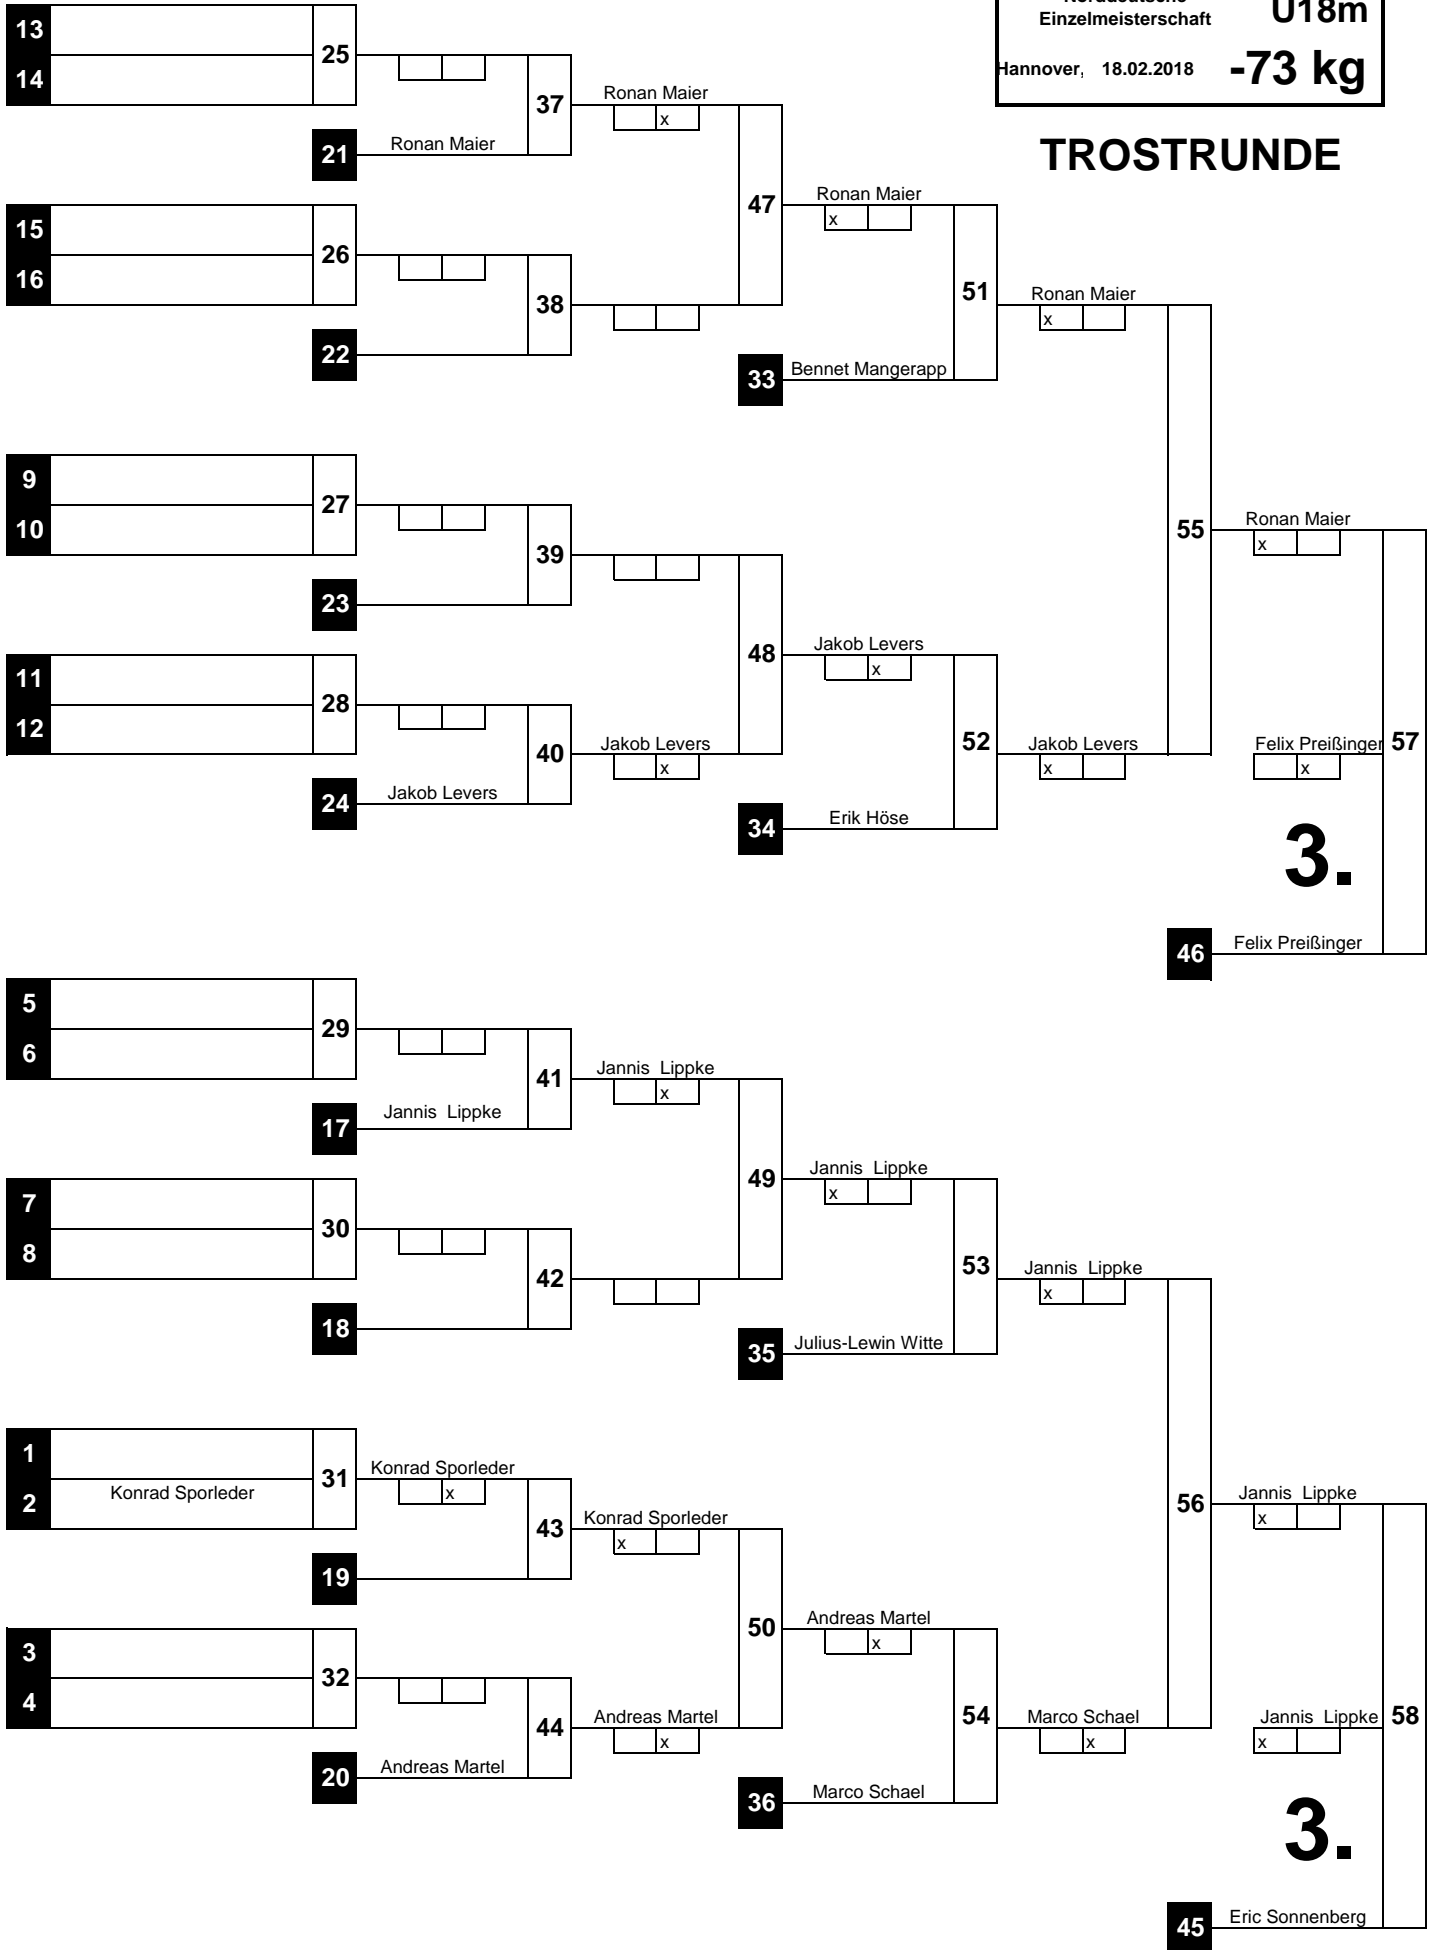 Norddeutsche
Einzelmeisterschaft U18m
Hannover, 18.02.2018 -73 kg
TROSTRUNDE
13
14
25
37
Ronan Maier
x
21 Ronan Maier
15
16
26
38
22
47
Ronan Maier
x
33 Bennet Mangerapp
51
Ronan Maier
x
9
10
27
39
23
11
12
28
40
Jakob Levers
x
24 Jakob Levers
48
Jakob Levers
x
34 Erik Höse
52
Jakob Levers
x
55
Ronan Maier
x
Felix Preißinger 57
x
3.
46 Felix Preißinger
5
6
29
41
Jannis Lippke
x
17 Jannis Lippke
7
8
30
42
18
49
Jannis Lippke
x
35 Julius-Lewin Witte
53
Jannis Lippke
x
1
2 Konrad Sporleder
31
Konrad Sporleder
x
43
Konrad Sporleder
x
19
3
4
32
44
Andreas Martel
x
20 Andreas Martel
50
Andreas Martel
x
36 Marco Schael
54
Marco Schael
x
56
Jannis Lippke
x
Jannis Lippke 58
x
3.
45 Eric Sonnenberg